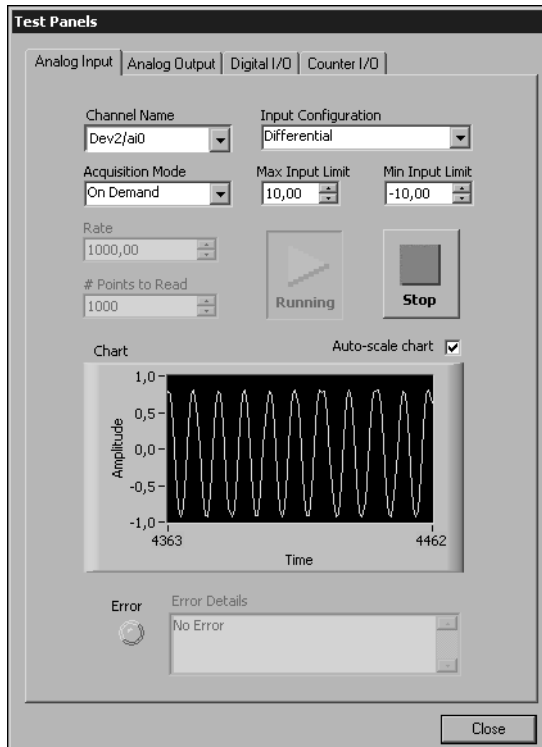 Test Panels
Analog Input Analog Output Digital I/O Counter I/O
Channel Name Input Configuration
Dev2/ai0 Differential
Acquisition Mode Max Input Limit Min Input Limit
On Demand 10,00 -10,00
Rate
1000,00
# Points to Read
1000
Running Stop
Chart Auto-scale chart
1,0
0,5
0,0
-0,5
-1,0
Amplitude
4363 4462
Time
Error Error Details
No Error
Close